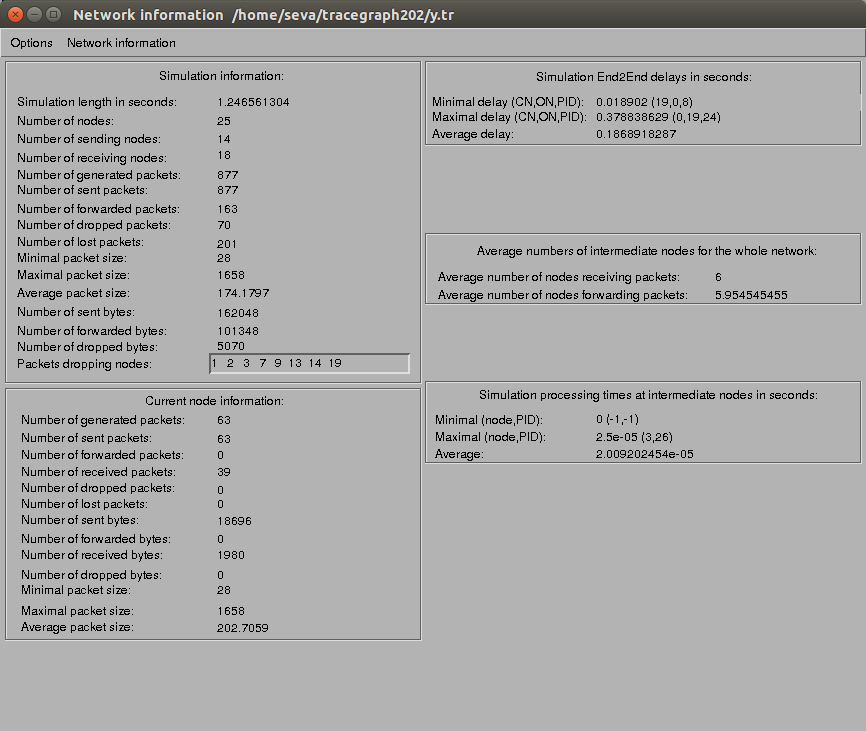 Network information /home/seva/tracegraph202/y.tr
Options Network information
Simulation information:
Simulation length in seconds: 1.246561304
Number of nodes: 25
Number of sending nodes: 14
Number of receiving nodes: 18
Number of generated packets: 877
Number of sent packets: 877
Number of forwarded packets: 163
Number of dropped packets: 70
Number of lost packets: 201
Minimal packet size: 28
Maximal packet size: 1658
Average packet size: 174.1797
Number of sent bytes: 162048
Number of forwarded bytes: 101348
Number of dropped bytes: 5070
Packets dropping nodes: 1 2 3 7 9 13 14 19
Current node information:
Number of generated packets: 63
Number of sent packets: 63
Number of forwarded packets: 0
Number of received packets: 39
Number of dropped packets: 0
Number of lost packets: 0
Number of sent bytes: 18696
Number of forwarded bytes: 0
Number of received bytes: 1980
Number of dropped bytes: 0
Minimal packet size: 28
Maximal packet size: 1658
Average packet size: 202.7059
Simulation End2End delays in seconds:
Minimal delay (CN,ON,PID): 0.018902 (19,0,8)
Maximal delay (CN,ON,PID): 0.378838629 (0,19,24)
Average delay: 0.1868918287
Average numbers of intermediate nodes for the whole network:
Average number of nodes receiving packets: 6
Average number of nodes forwarding packets: 5.954545455
Simulation processing times at intermediate nodes in seconds:
Minimal (node,PID): 0 (-1,-1)
Maximal (node,PID): 2.5e-05 (3,26)
Average: 2.009202454e-05